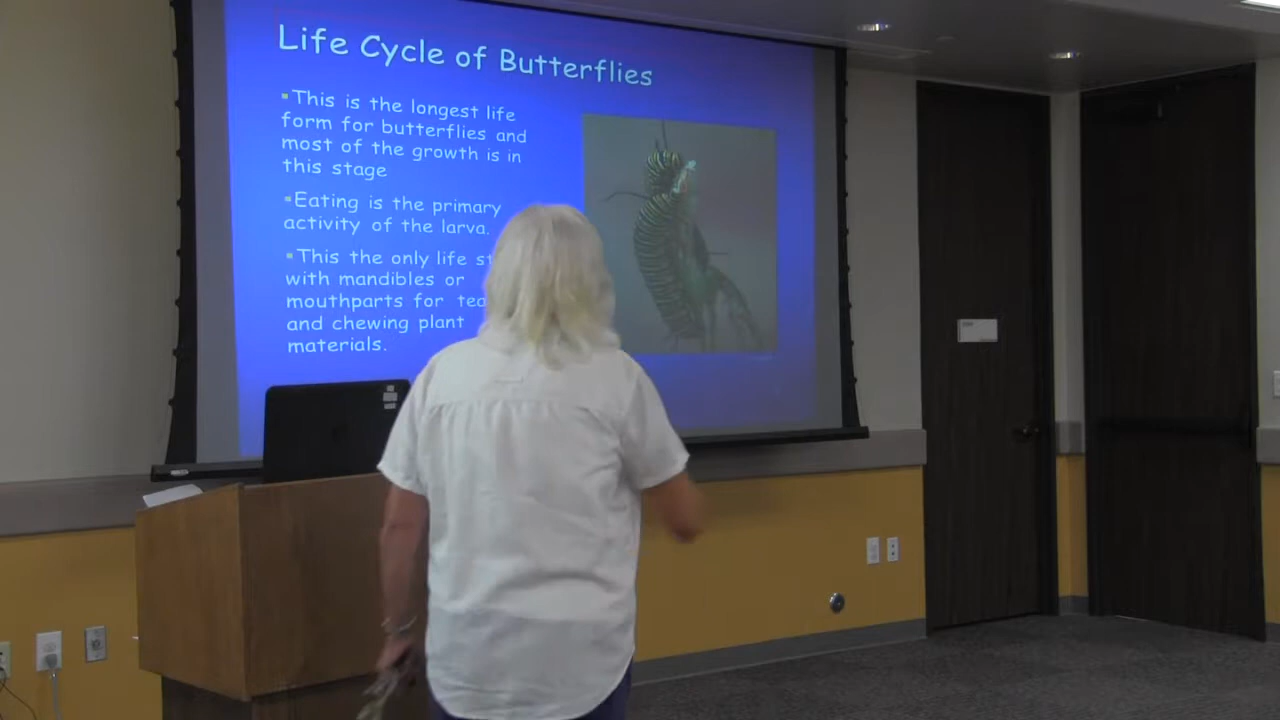 Life Cycle of Butterflies
▪This is the longest life
form for butterflies and
most of the growth is in
this stage
▪Eating is the primary
activity of the larva.
▪This the only life st
with mandibles or
mouthparts for tea
and chewing plant
materials.